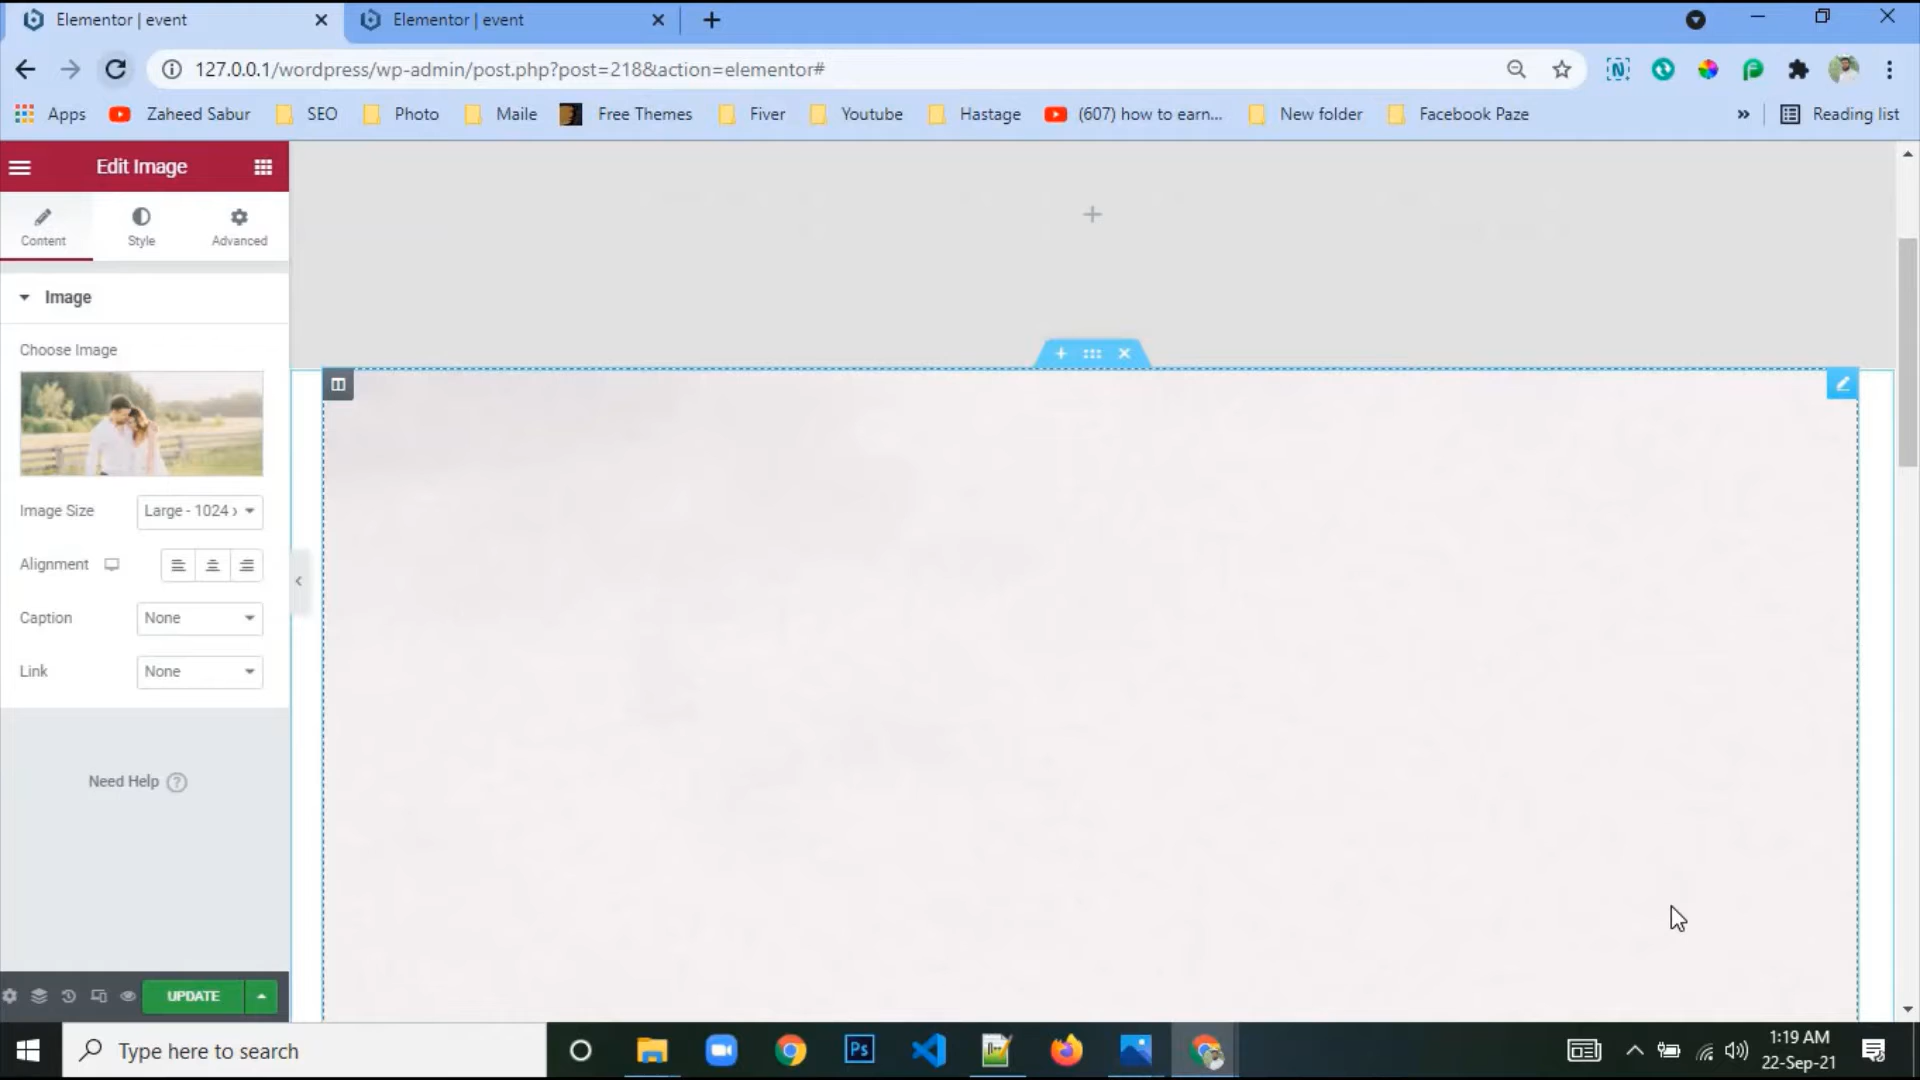 Elementor | event
Elementor | event
127.0.0.1/wordpress/wp-admin/post.php?post=218&action=elementor#
Apps
Zaheed Sabur
SEO
Photo
Maile
Free Themes
Fiver
Youtube
Hastage
(607) how to earn...
New folder
Facebook Paze
»
Reading list
Edit Image
Content
Style
Advanced
Image
Choose Image
Image Size
Large - 1024 x
Alignment
Caption
None
Link
None
Need Help
UPDATE
Type here to search
Ps
1:19 AM
22-Sep-21